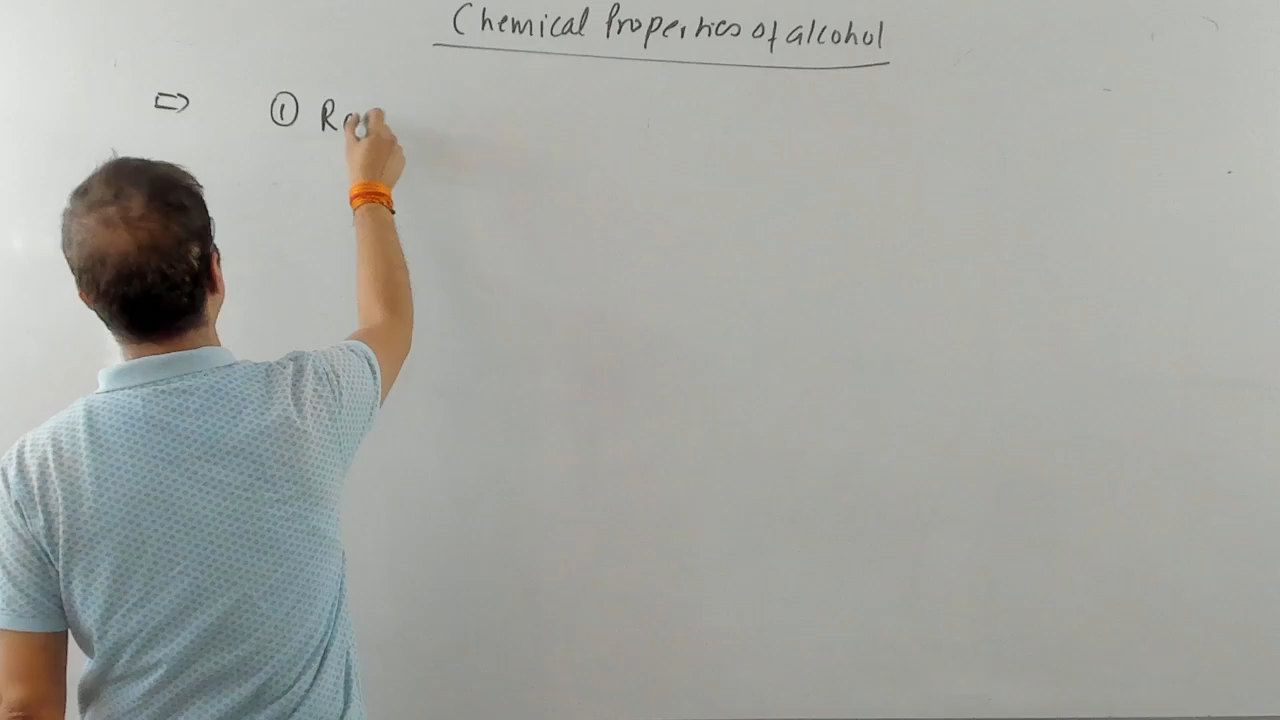 Chemical Properties of alcohol
⇨ ① R